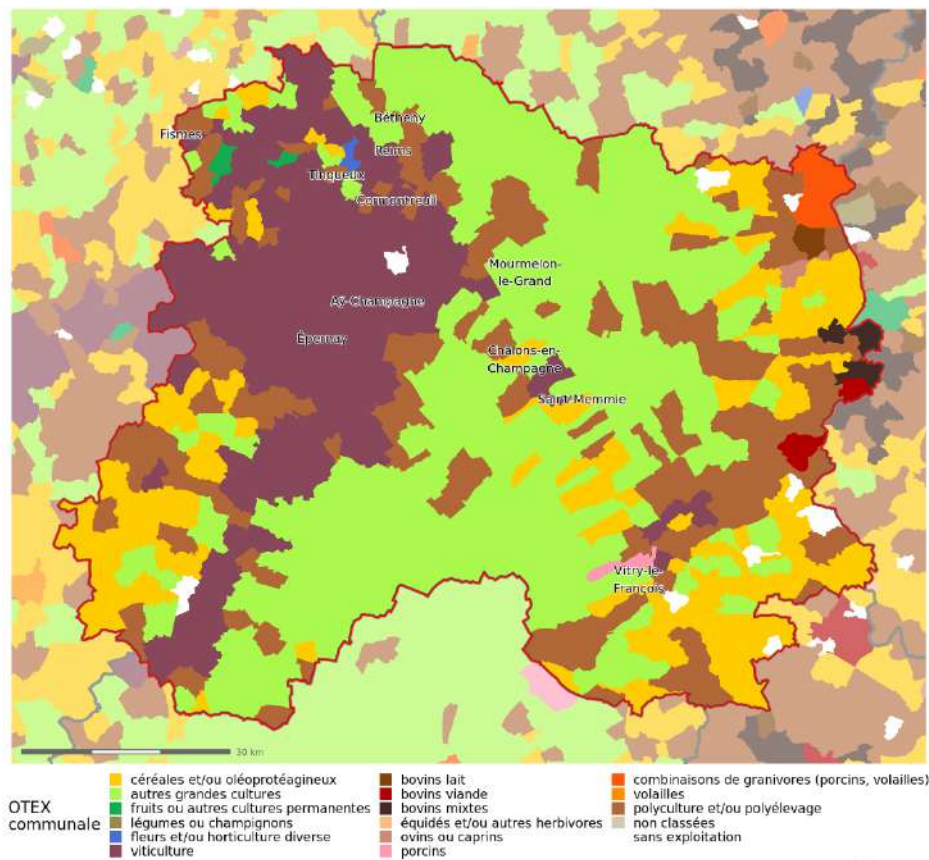 Fismes
Bétheny
Reims
Tinqueux
Cormontreuil
Mourmelon-
le-Grand
Aÿ-Champagne
Épernay
Châlons-en-
Champagne
Saint-Memmie
Vitry-le-
François
30 km
OTEX
communale
céréales et/ou oléoprotéagineux
autres grandes cultures
fruits ou autres cultures permanentes
légumes ou champignons
fleurs et/ou horticulture diverse
viticulture
bovins lait
bovins viande
bovins mixtes
équidés et/ou autres herbivores
ovins ou caprins
porcins
combinaisons de granivores (porcins, volailles)
volailles
polyculture et/ou polyélevage
non classées
sans exploitation